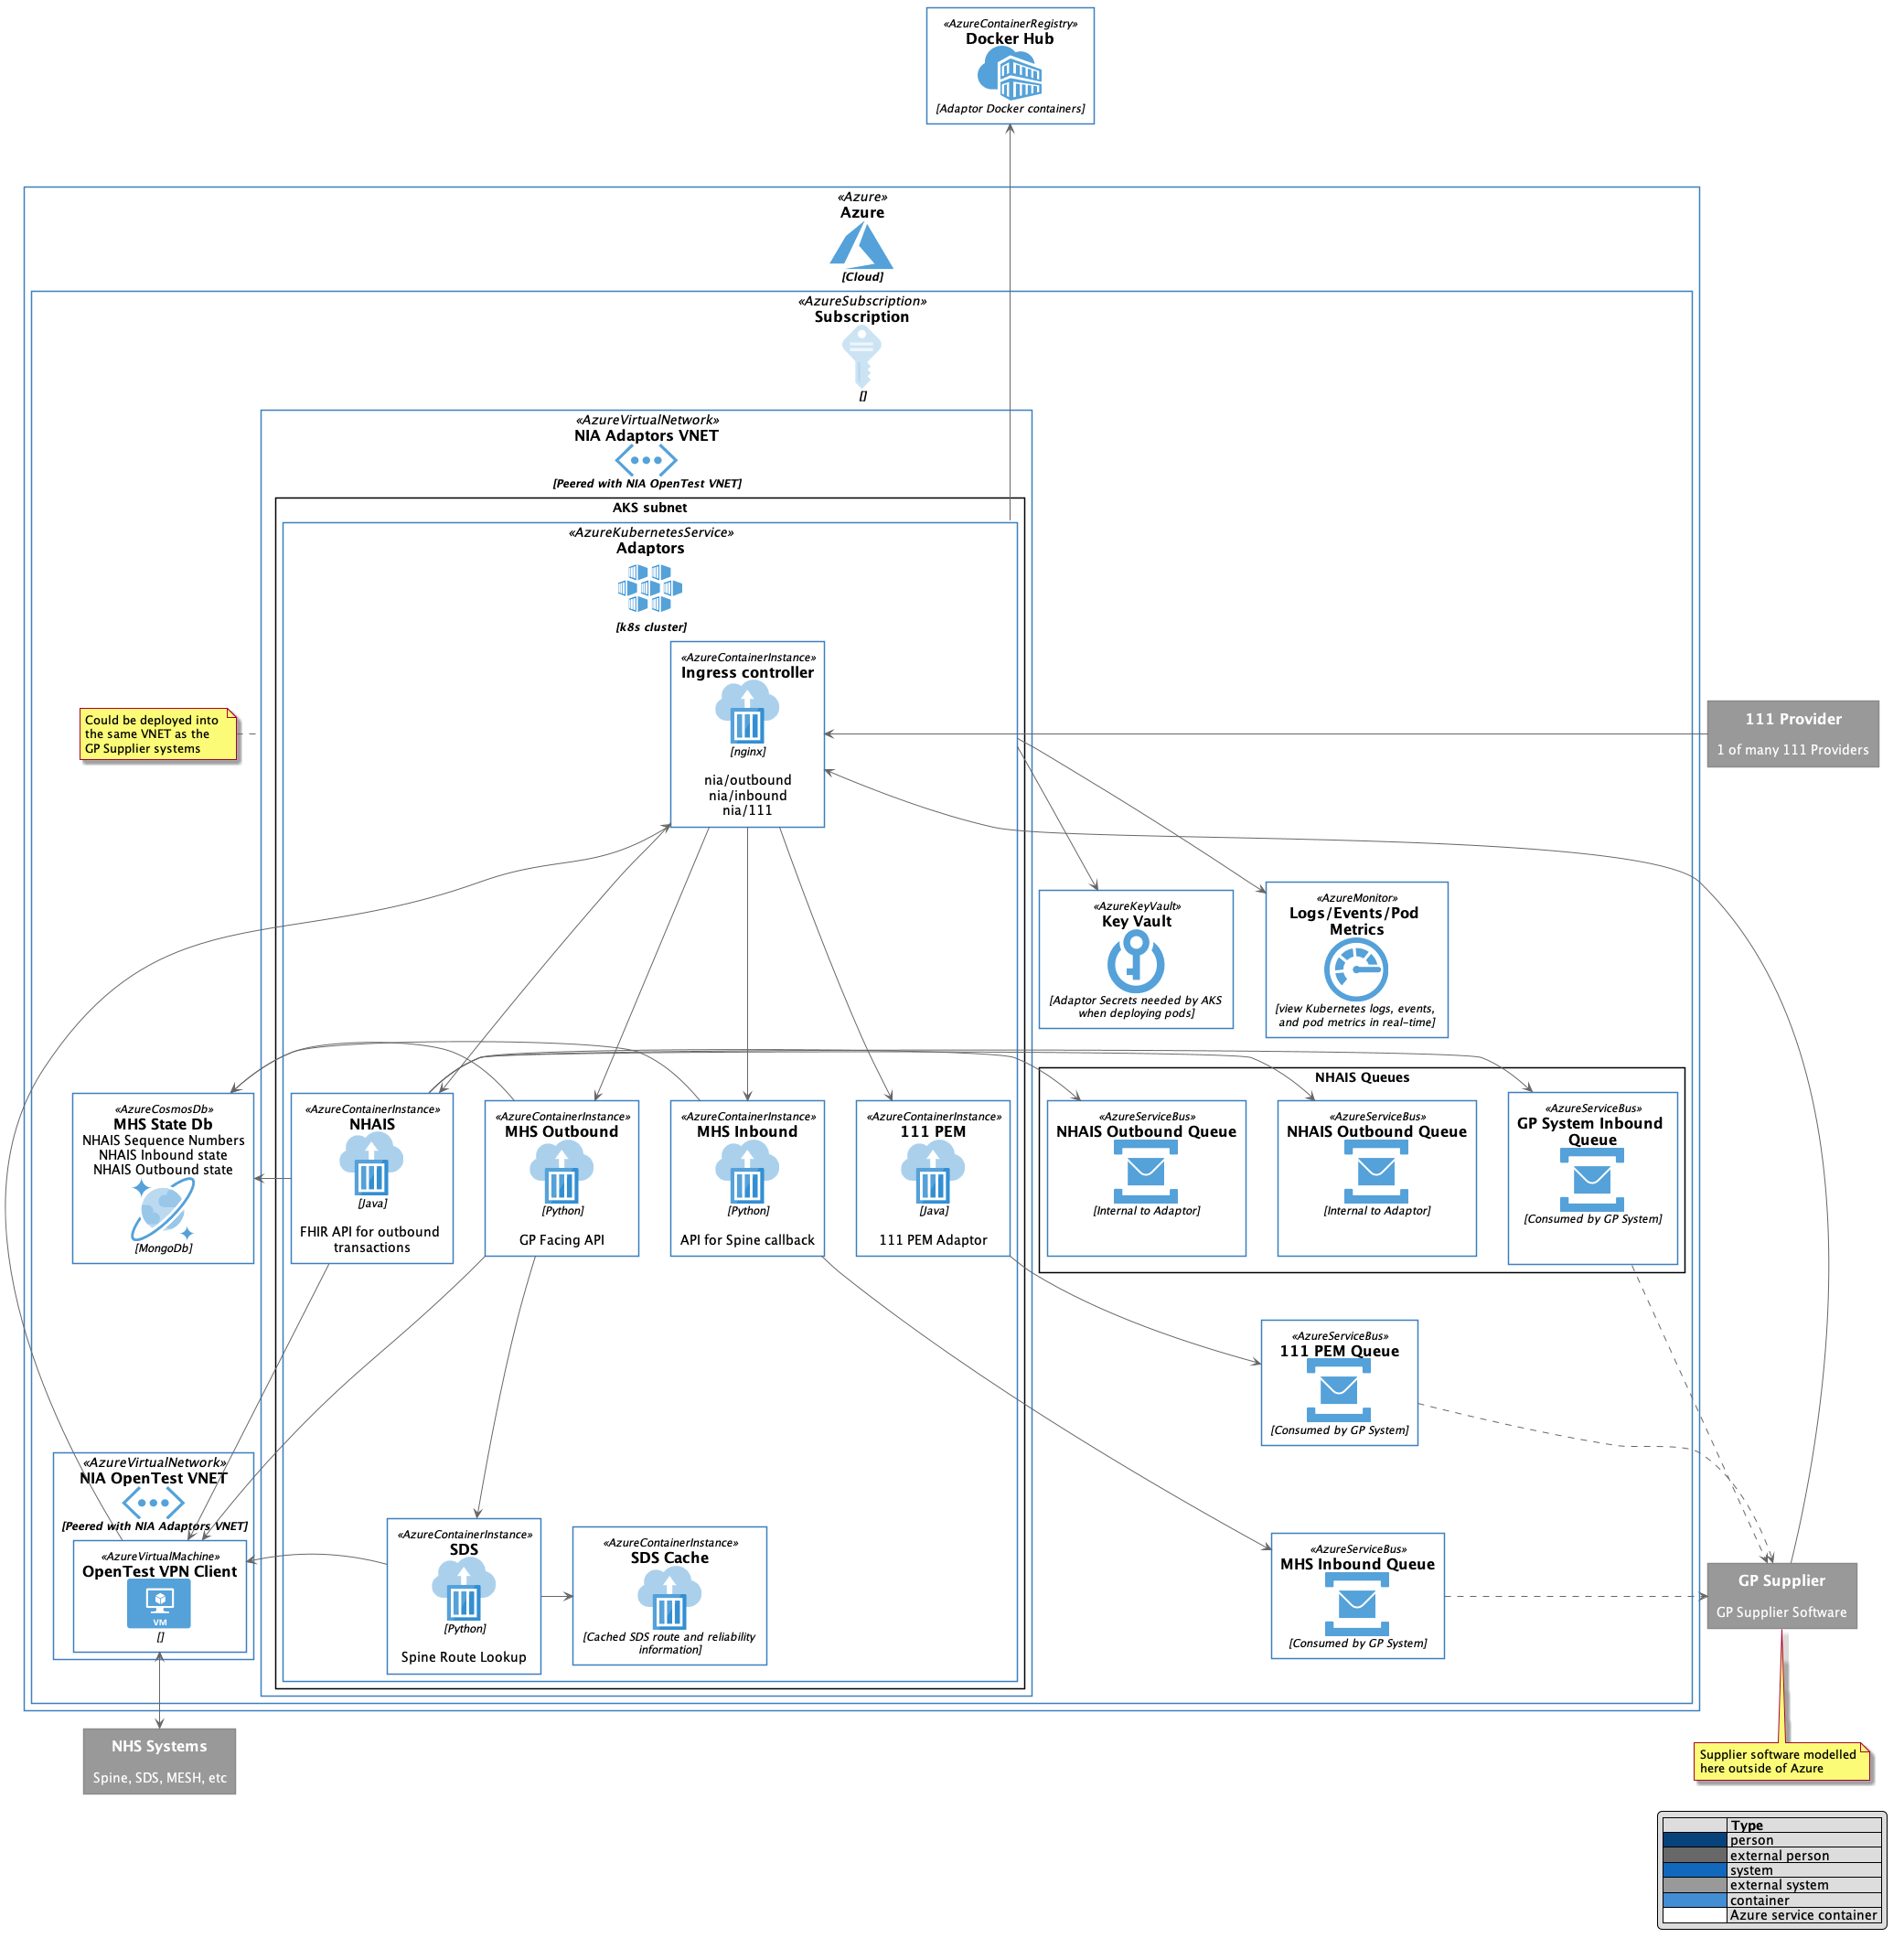 «AzureContainerRegistry»
Docker Hub
[Adaptor Docker containers]
«Azure»
Azure
[Cloud]
«AzureSubscription»
Subscription
[]
«AzureVirtualNetwork»
NIA Adaptors VNET
[Peered with NIA OpenTest VNET]
AKS subnet
«AzureKubernetesService»
Adaptors
[k8s cluster]
«AzureContainerInstance»
Ingress controller
[nginx]
nia/outbound
nia/inbound
nia/111
Could be deployed into
the same VNET as the
GP Supplier systems
111 Provider
1 of many 111 Providers
«AzureKeyVault»
Key Vault
[Adaptor Secrets needed by AKS
when deploying pods]
«AzureMonitor»
Logs/Events/Pod
Metrics
[view Kubernetes logs, events,
and pod metrics in real-time]
«AzureCosmosDb»
MHS State Db
NHAIS Sequence Numbers
NHAIS Inbound state
NHAIS Outbound state
[MongoDb]
«AzureContainerInstance»
NHAIS
[Java]
FHIR API for outbound
transactions
«AzureContainerInstance»
MHS Outbound
[Python]
GP Facing API
«AzureContainerInstance»
MHS Inbound
[Python]
API for Spine callback
«AzureContainerInstance»
111 PEM
[Java]
111 PEM Adaptor
NHAIS Queues
«AzureServiceBus»
NHAIS Outbound Queue
[Internal to Adaptor]
«AzureServiceBus»
NHAIS Outbound Queue
[Internal to Adaptor]
«AzureServiceBus»
GP System Inbound
Queue
[Consumed by GP System]
«AzureServiceBus»
111 PEM Queue
[Consumed by GP System]
«AzureVirtualNetwork»
NIA OpenTest VNET
[Peered with NIA Adaptors VNET]
«AzureVirtualMachine»
OpenTest VPN Client
VM
[]
«AzureContainerInstance»
SDS
[Python]
Spine Route Lookup
«AzureContainerInstance»
SDS Cache
[Cached SDS route and reliability
information]
«AzureServiceBus»
MHS Inbound Queue
[Consumed by GP System]
GP Supplier
GP Supplier Software
NHS Systems
Spine, SDS, MESH, etc
Supplier software modelled
here outside of Azure
Type
person
external person
system
external system
container
Azure service container